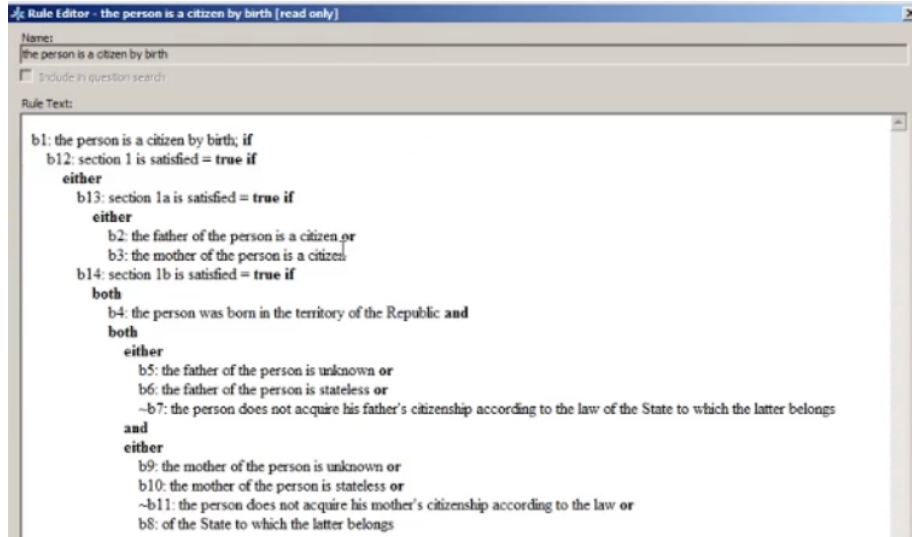 Rule Editor - the person is a citizen by birth [read only]
Name:
the person is a citizen by birth
Include in question search
Rule Text:
b1: the person is a citizen by birth; if
b12: section 1 is satisfied = true if
either
b13: section 1a is satisfied = true if
either
b2: the father of the person is a citizen or
b3: the mother of the person is a citizen
b14: section 1b is satisfied = true if
both
b4: the person was born in the territory of the Republic and
both
either
b5: the father of the person is unknown or
b6: the father of the person is stateless or
~b7: the person does not acquire his father's citizenship according to the law of the State to which the latter belongs
and
either
b9: the mother of the person is unknown or
b10: the mother of the person is stateless or
~b11: the person does not acquire his mother's citizenship according to the law or
b8: of the State to which the latter belongs